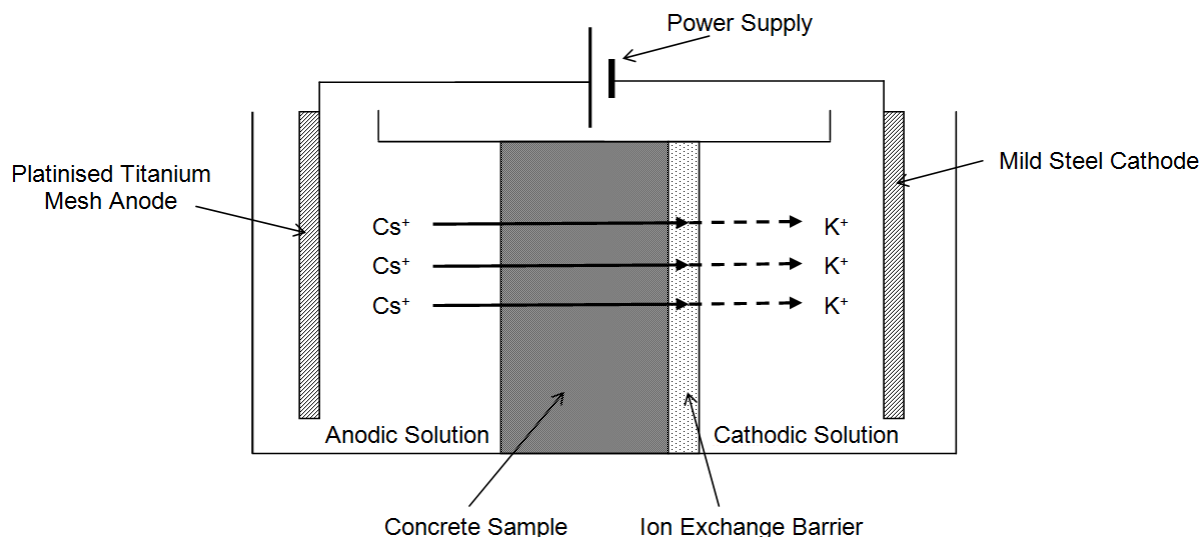 Power Supply
Platinised Titanium
Mesh Anode
Mild Steel Cathode
Cs⁺ K⁺
Cs⁺ K⁺
Cs⁺ K⁺
Anodic Solution Cathodic Solution
Concrete Sample Ion Exchange Barrier